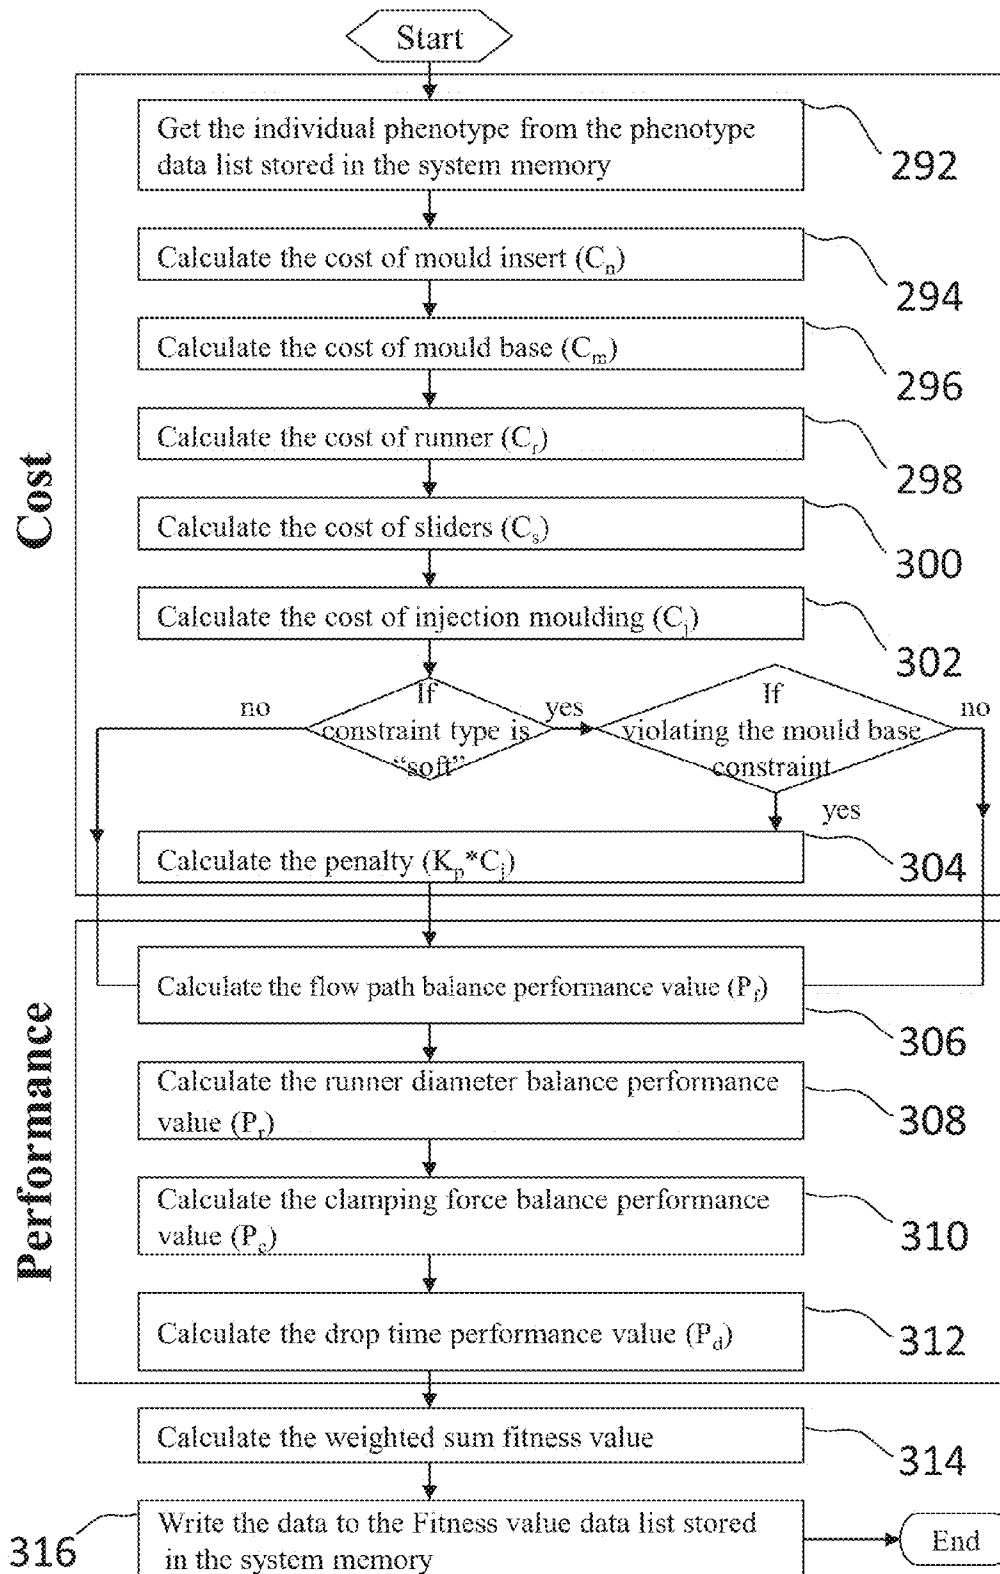 Start
Get the individual phenotype from the phenotype
data list stored in the system memory
292
Calculate the cost of mould insert (Cn)
294
Calculate the cost of mould base (Cm)
296
Calculate the cost of runner (Cr)
298
Calculate the cost of sliders (Cs)
300
Calculate the cost of injection moulding (Cj)
302
Cost
no
If
constraint type is
“soft”
yes
If
violating the mould base
constraint
no
yes
Calculate the penalty (Kp*Cj)
304
Performance
Calculate the flow path balance performance value (Pf)
306
Calculate the runner diameter balance performance
value (Pr)
308
Calculate the clamping force balance performance
value (Pc)
310
Calculate the drop time performance value (Pd)
312
Calculate the weighted sum fitness value
314
Write the data to the Fitness value data list stored
in the system memory
316
End